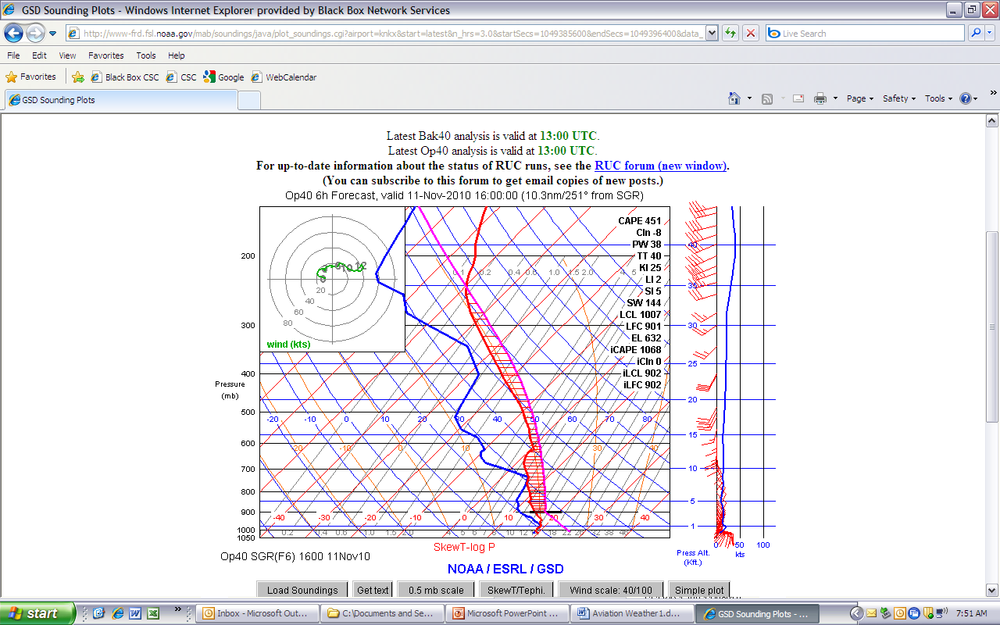 GSD Sounding Plots - Windows Internet Explorer provided by Black Box Network Services
http://www-frd.fsl.noaa.gov/mab/soundings/java/plot_soundings.cgi?airport=knkx&start=latest&n_hrs=3.0&startSecs=1049385600&endSecs=1049396400&data_
Live Search
File Edit View Favorites Tools Help
Favorites Black Box CSC CSC Google WebCalendar
GSD Sounding Plots
Page Safety Tools
Latest Bak40 analysis is valid at 13:00 UTC.
Latest Op40 analysis is valid at 13:00 UTC.
For up-to-date information about the status of RUC runs, see the RUC forum (new window).
(You can subscribe to this forum to get email copies of new posts.)
Op40 6h Forecast, valid 11-Nov-2010 16:00:00 (10.3nm/251° from SGR)
CAPE 451
CIn -8
PW 38
TT 40
KI 25
LI 2
SI 5
SW 144
LCL 1007
LFC 901
EL 632
iCAPE 1068
iCIn 0
iLCL 902
iLFC 902
20
40
60
80
wind (kts)
200
300
400
500
600
700
800
900
1000
1050
Pressure
(mb)
0.1 0.2 0.4 0.6 1.0 1.5 2.0 4 5
-20 -10 0 10 20 30 40 50 60 70 80
-20 -10 0 10 30 40
-40 -30 -20 -10 0 10 20 30 40
0.2 0.4 0.6 1.0 1.5 2.0 4 5 6 7 8 10 12 18 22 26 32 38 46
40
35
30
25
20
15
10
5
1
0 50 100
kts
Press Alt.
(Kft.)
SkewT-log P
Op40 SGR(F6) 1600 11Nov10
NOAA / ESRL / GSD
Load Soundings Get text 0.5 mb scale SkewT/Tephi. Wind scale: 40/100 Simple plot
start Inbox - Microsoft Out... C:\Documents and Se... Microsoft PowerPoint ... Aviation Weather1.d... GSD Sounding Plots - ... 7:51 AM